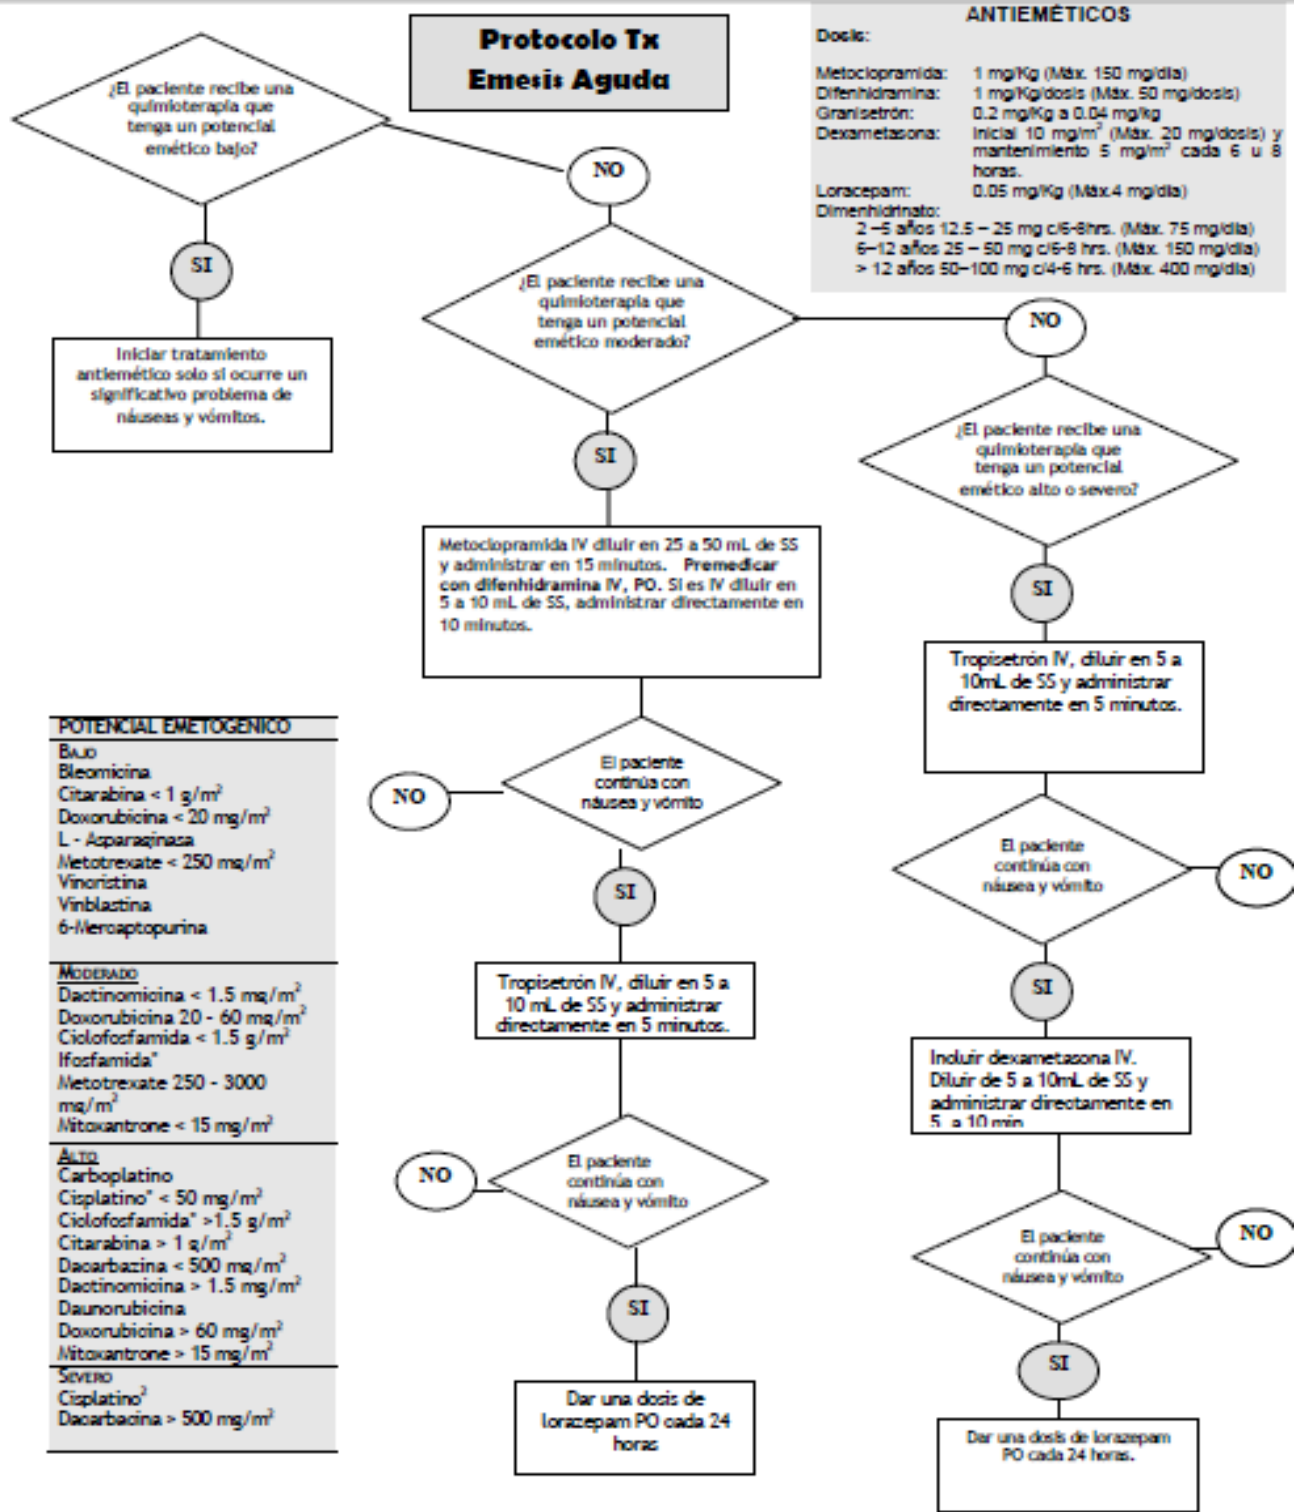 Protocolo Tx
Emesis Aguda
ANTIEMÉTICOS
Dosis:
Metoclopramida: 1 mg/Kg (Máx. 150 mg/día)
Difenhidramina: 1 mg/Kg/dosis (Máx. 50 mg/dosis)
Granisetrón: 0.2 mg/Kg a 0.04 mg/kg
Dexametasona: Inicial 10 mg/m² (Máx. 20 mg/dosis) y
mantenimiento 5 mg/m² cada 6 u 8
horas.
Loracepam: 0.05 mg/Kg (Máx.4 mg/día)
Dimenhidrinato:
2 –5 años 12.5 – 25 mg c/6-8hrs. (Máx. 75 mg/día)
6–12 años 25 – 50 mg c/6-8 hrs. (Máx. 150 mg/día)
> 12 años 50–100 mg c/4-6 hrs. (Máx. 400 mg/día)
¿El paciente recibe una
quimioterapia que
tenga un potencial
emético bajo?
NO
SI
Iniciar tratamiento
antiemético solo si ocurre un
significativo problema de
náuseas y vómitos.
¿El paciente recibe una
quimioterapia que
tenga un potencial
emético moderado?
NO
SI
Metoclopramida IV diluir en 25 a 50 mL de SS
y administrar en 15 minutos. Premedicar
con difenhidramina IV, PO. Si es IV diluir en
5 a 10 mL de SS, administrar directamente en
10 minutos.
El paciente
continúa con
náusea y vómito
NO
SI
Tropisetrón IV, diluir en 5 a
10 mL de SS y administrar
directamente en 5 minutos.
El paciente
continúa con
náusea y vómito
NO
SI
Dar una dosis de
lorazepam PO cada 24
horas
¿El paciente recibe una
quimioterapia que
tenga un potencial
emético alto o severo?
SI
Tropisetrón IV, diluir en 5 a
10mL de SS y administrar
directamente en 5 minutos.
El paciente
continúa con
náusea y vómito
NO
SI
Incluir dexametasona IV.
Diluir de 5 a 10mL de SS y
administrar directamente en
5 a 10 min
El paciente
continúa con
náusea y vómito
NO
SI
Dar una dosis de lorazepam
PO cada 24 horas.
POTENCIAL EMETOGENICO
BAJO
Bleomicina
Citarabina < 1 g/m²
Doxorubicina < 20 mg/m²
L - Asparaginasa
Metotrexate < 250 mg/m²
Vincristina
Vinblastina
6-Mercaptopurina
MODERADO
Dactinomicina < 1.5 mg/m²
Doxorubicina 20 - 60 mg/m²
Ciclofosfamida < 1.5 g/m²
Ifosfamida*
Metotrexate 250 - 3000
mg/m²
Mitoxantrone < 15 mg/m²
ALTO
Carboplatino
Cisplatino* < 50 mg/m²
Ciclofosfamida* >1.5 g/m²
Citarabina > 1 g/m²
Dacarbazina < 500 mg/m²
Dactinomicina > 1.5 mg/m²
Daunorubicina
Doxorubicina > 60 mg/m²
Mitoxantrone > 15 mg/m²
SEVERO
Cisplatino²
Dacarbacina > 500 mg/m²